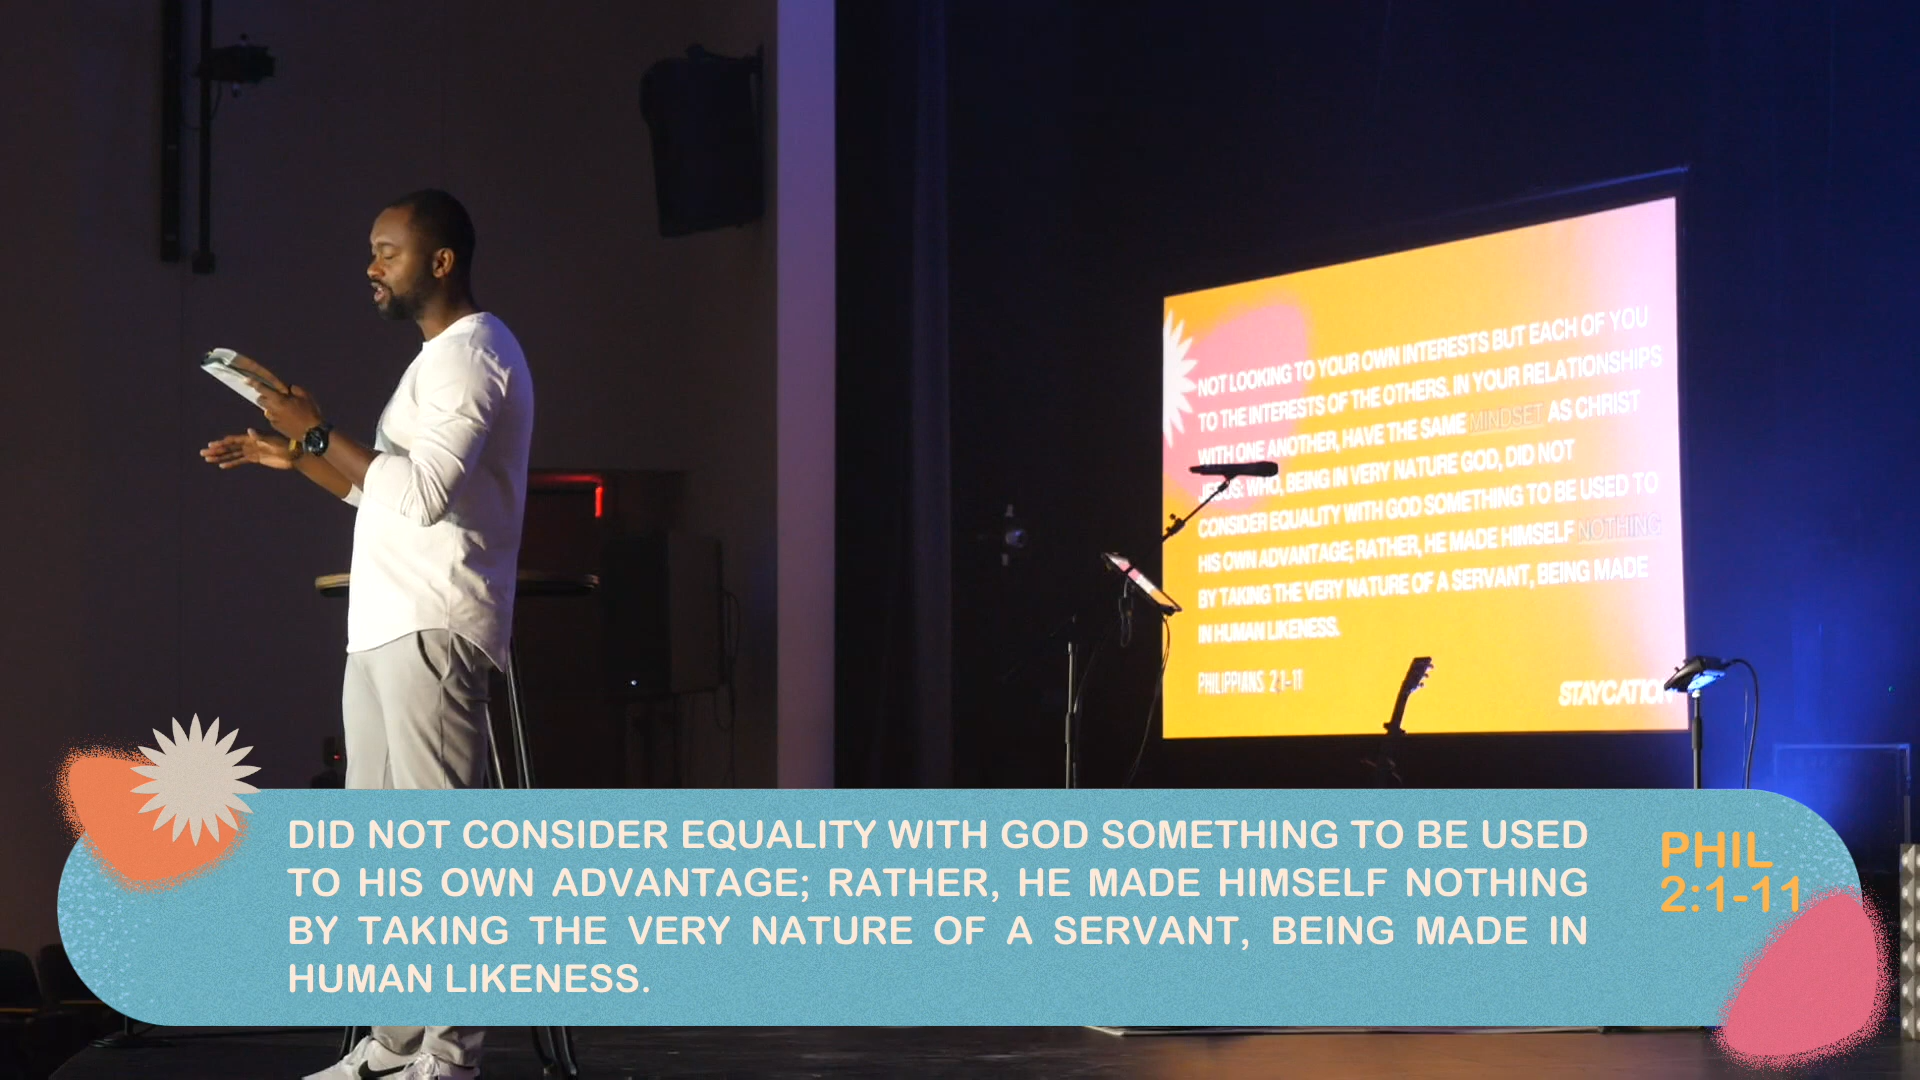 NOT LOOKING TO YOUR OWN INTERESTS BUT EACH OF YOU
TO THE INTERESTS OF THE OTHERS. IN YOUR RELATIONSHIPS
WITH ONE ANOTHER, HAVE THE SAME MINDSET AS CHRIST
JESUS: WHO, BEING IN VERY NATURE GOD, DID NOT
CONSIDER EQUALITY WITH GOD SOMETHING TO BE USED TO
HIS OWN ADVANTAGE; RATHER, HE MADE HIMSELF NOTHING
BY TAKING THE VERY NATURE OF A SERVANT, BEING MADE
IN HUMAN LIKENESS.
PHILIPPIANS 2:1-11
STAYCATION
DID NOT CONSIDER EQUALITY WITH GOD SOMETHING TO BE USED
TO HIS OWN ADVANTAGE; RATHER, HE MADE HIMSELF NOTHING
BY TAKING THE VERY NATURE OF A SERVANT, BEING MADE IN
HUMAN LIKENESS.
PHIL
2:1-11